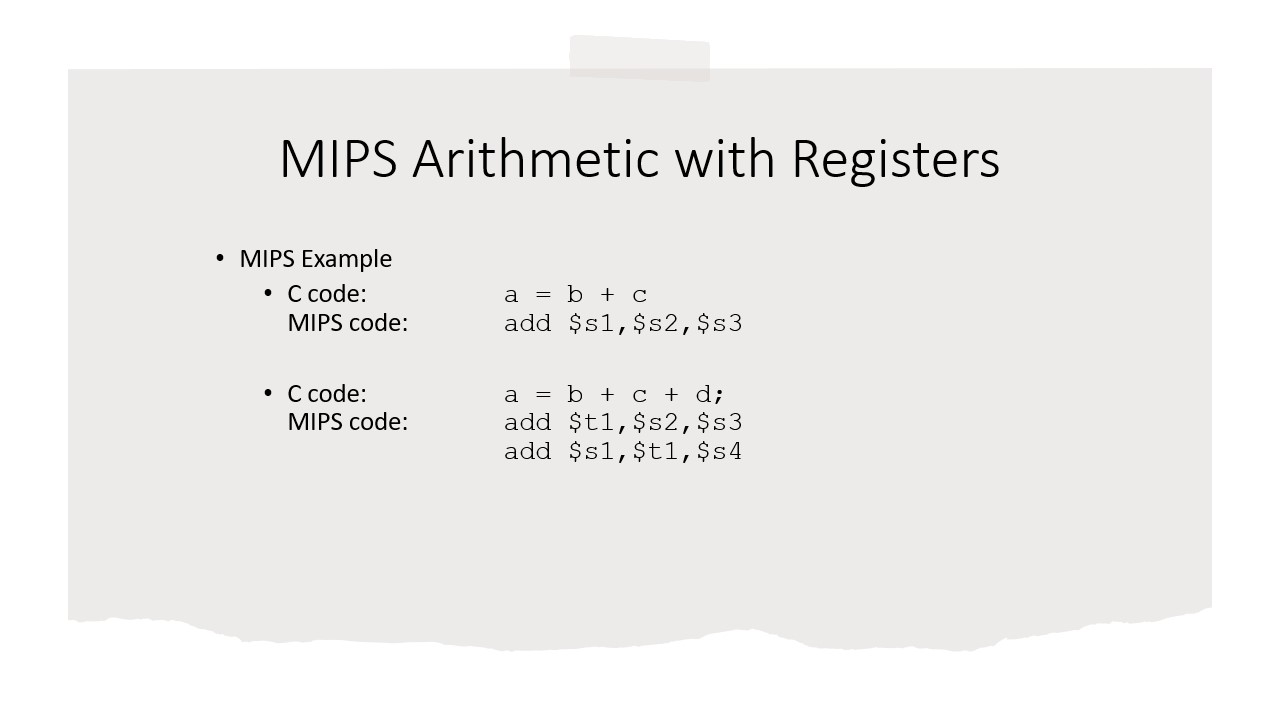 MIPS Arithmetic with Registers
• MIPS Example
• C code: a = b + c
MIPS code: add $s1,$s2,$s3
• C code: a = b + c + d;
MIPS code: add $t1,$s2,$s3
add $s1,$t1,$s4